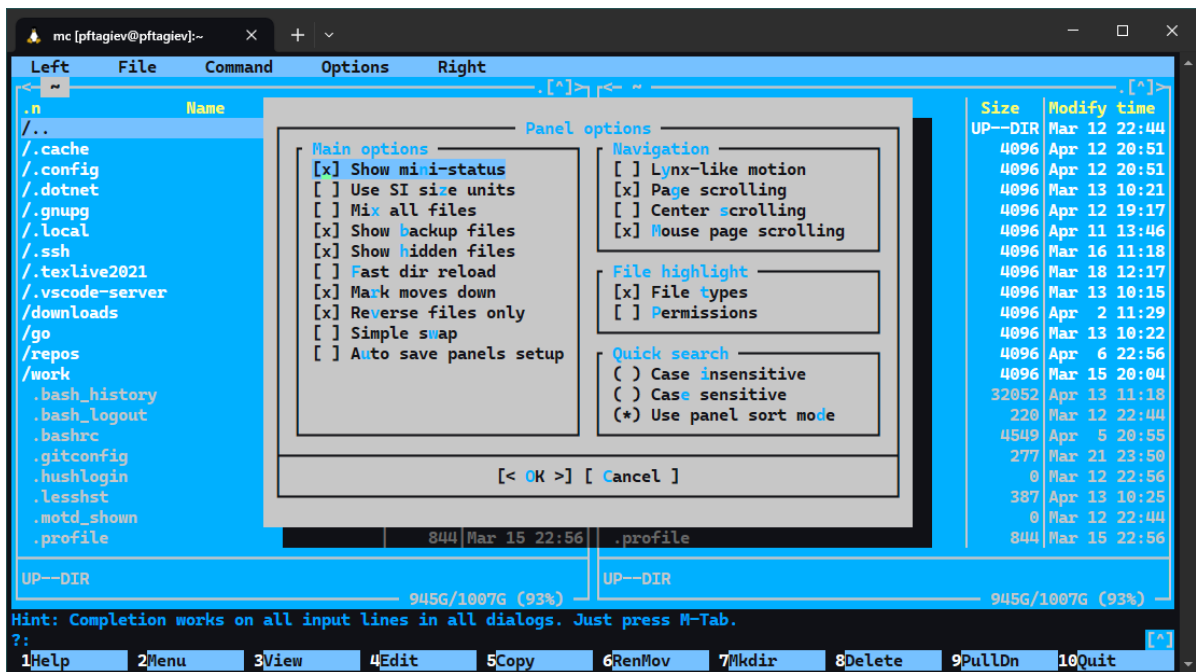 mc [pftagiev@pftagiev]:~
Left File Command Options Right
<- ~ .[^]> <- ~ .[^]>
.n Name Size Modify time
/.. UP--DIR Mar 12 22:44
/.cache 4096 Apr 12 20:51
/.config 4096 Apr 12 20:51
/.dotnet 4096 Mar 13 10:21
/.gnupg 4096 Apr 12 19:17
/.local 4096 Apr 11 13:46
/.ssh 4096 Mar 16 11:18
/.texlive2021 4096 Mar 18 12:17
/.vscode-server 4096 Mar 13 10:15
/downloads 4096 Apr 2 11:29
/go 4096 Mar 13 10:22
/repos 4096 Apr 6 22:56
/work 4096 Mar 15 20:04
.bash_history 32052 Apr 13 11:18
.bash_logout 220 Mar 12 22:44
.bashrc 4549 Apr 5 20:55
.gitconfig 277 Mar 21 23:50
.hushlogin 0 Mar 12 22:56
.lesshst 387 Apr 13 10:25
.motd_shown 0 Mar 12 22:44
.profile 844 Mar 15 22:56 .profile 844 Mar 15 22:56
Panel options
Main options
[x] Show mini-status
[ ] Use SI size units
[ ] Mix all files
[x] Show backup files
[x] Show hidden files
[ ] Fast dir reload
[x] Mark moves down
[x] Reverse files only
[ ] Simple swap
[ ] Auto save panels setup
Navigation
[ ] Lynx-like motion
[x] Page scrolling
[ ] Center scrolling
[x] Mouse page scrolling
File highlight
[x] File types
[ ] Permissions
Quick search
( ) Case insensitive
( ) Case sensitive
(*) Use panel sort mode
[< OK >] [ Cancel ]
UP--DIR UP--DIR
945G/1007G (93%) 945G/1007G (93%)
Hint: Completion works on all input lines in all dialogs. Just press M-Tab.
?: [^]
1Help 2Menu 3View 4Edit 5Copy 6RenMov 7Mkdir 8Delete 9PullDn 10Quit